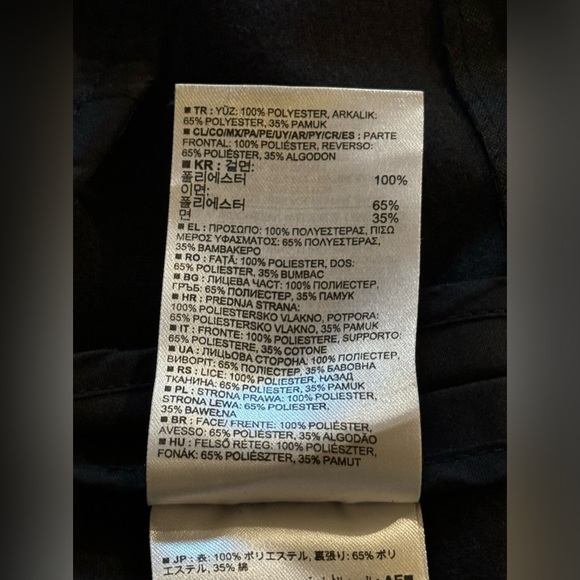 ■ TR : YÜZ: 100% POLYESTER, ARKALIK:
65% POLYESTER, 35% PAMUK
■ CL/CO/MX/PA/PE/UY/AR/PY/CR/ES : PARTE
FRONTAL: 100% POLIÉSTER, REVERSO:
65% POLIÉSTER, 35% ALGODON
■ KR : 겉면:
폴리에스터 100%
이면:
폴리에스터 65%
면 35%
■ EL : ΠΡΟΣΩΠΟ: 100% ΠΟΛΥΕΣΤΕΡΑΣ, ΠΙΣΩ
ΜΕΡΟΣ ΥΦΑΣΜΑΤΟΣ: 65% ΠΟΛΥΕΣΤΕΡΑΣ,
35% ΒΑΜΒΑΚΕΡΟ
■ RO : FAȚĂ: 100% POLIESTER, DOS:
65% POLIESTER, 35% BUMBAC
■ BG : ЛИЦЕВА ЧАСТ: 100% ПОЛИЕСТЕР,
ГРЪБ: 65% ПОЛИЕСТЕР, 35% ПАМУК
■ HR : PREDNJA STRANA:
100% POLIESTERSKO VLAKNO, POTPORA:
65% POLIESTERSKO VLAKNO, 35% PAMUK
■ IT : FRONTE: 100% POLIESTERE, SUPPORTO:
65% POLIESTERE, 35% COTONE
■ UA : ЛИЦЬОВА СТОРОНА: 100% ПОЛІЕСТЕР,
ВИВОРІТ: 65% ПОЛІЕСТЕР, 35% БАВОВНА
■ RS : LICE: 100% POLIESTER, НАЗАД
ТКАНИНА: 65% POLIESTER, 35% PAMUK
■ PL : STRONA PRAWA: 100% POLIESTER,
STRONA LEWA: 65% POLIESTER,
35% BAWEŁNA
■ BR : FACE/ FRENTE: 100% POLIÉSTER,
AVESSO: 65% POLIÉSTER, 35% ALGODÃO
■ HU : FELSŐ RÉTEG: 100% POLIÉSZTER,
FONÁK: 65% POLIÉSZTER, 35% PAMUT
■ JP : 表: 100% ポリエステル, 裏張り: 65% ポリ
エステル, 35% 綿
: AE ■